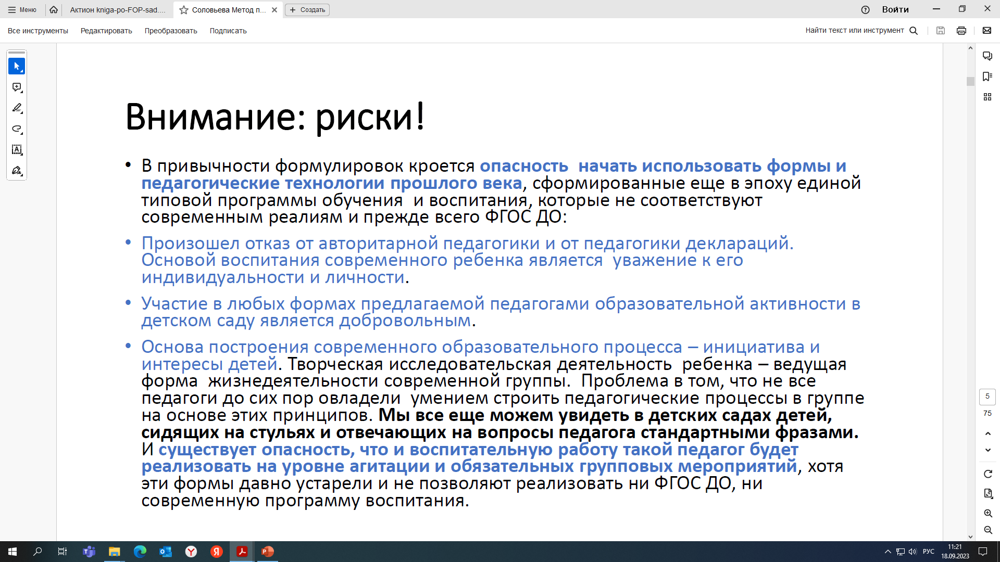 Меню
Актион kniga-po-FOP-sad....
Соловьева Метод п...
Создать
Войти
Все инструменты
Редактировать
Преобразовать
Подписать
Найти текст или инструмент
Внимание: риски!
• В привычности формулировок кроется опасность начать использовать формы и
педагогические технологии прошлого века, сформированные еще в эпоху единой
типовой программы обучения и воспитания, которые не соответствуют
современным реалиям и прежде всего ФГОС ДО:
• Произошел отказ от авторитарной педагогики и от педагогики деклараций.
Основой воспитания современного ребенка является уважение к его
индивидуальности и личности.
• Участие в любых формах предлагаемой педагогами образовательной активности в
детском саду является добровольным.
• Основа построения современного образовательного процесса – инициатива и
интересы детей. Творческая исследовательская деятельность ребенка – ведущая
форма жизнедеятельности современной группы. Проблема в том, что не все
педагоги до сих пор овладели умением строить педагогические процессы в группе
на основе этих принципов. Мы все еще можем увидеть в детских садах детей,
сидящих на стульях и отвечающих на вопросы педагога стандартными фразами.
И существует опасность, что и воспитательную работу такой педагог будет
реализовать на уровне агитации и обязательных групповых мероприятий, хотя
эти формы давно устарели и не позволяют реализовать ни ФГОС ДО, ни
современную программу воспитания.
5
75
РУС
11:21
18.09.2023